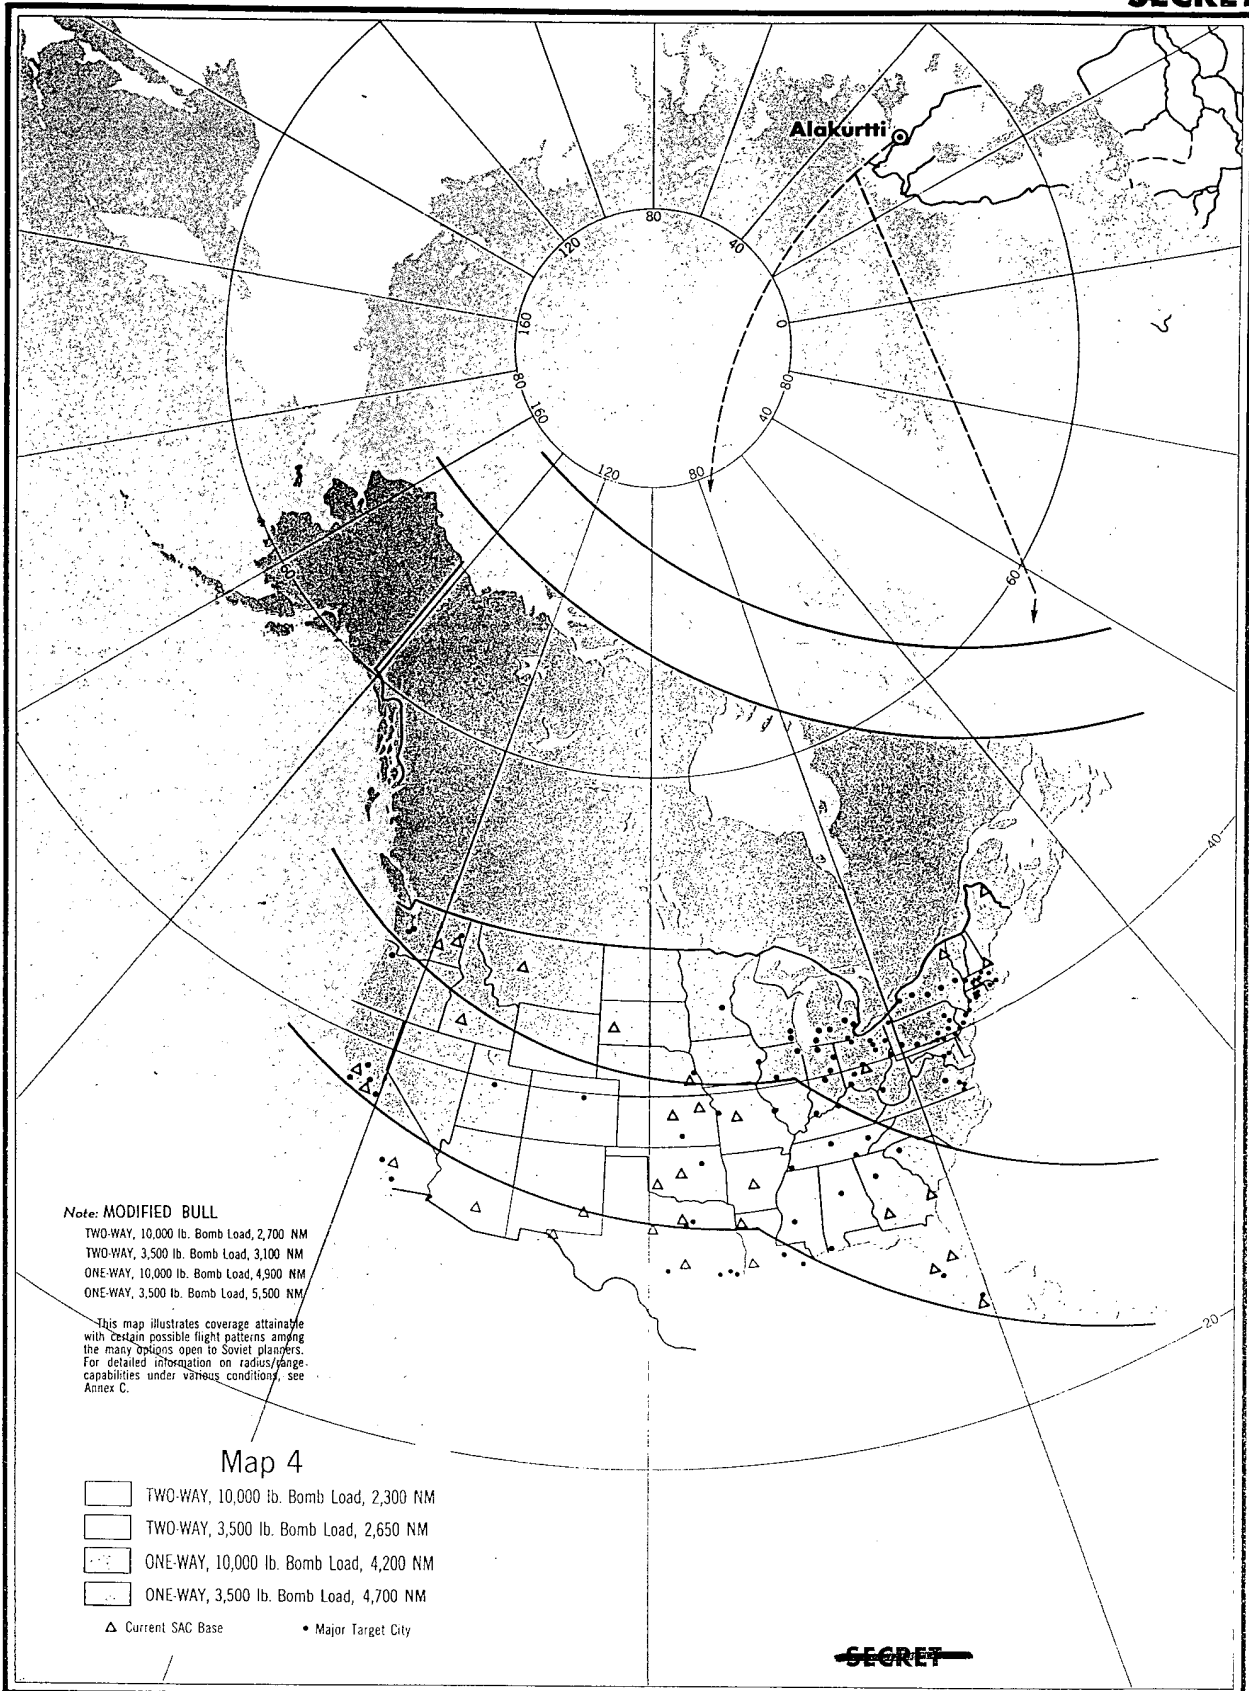 SECRET
Alakurtti
80
120
40
160
0
80
80
160
40
120
80
60
60
40
Note: MODIFIED BULL
TWO-WAY, 10,000 lb. Bomb Load, 2,700 NM
TWO-WAY, 3,500 lb. Bomb Load, 3,100 NM
ONE-WAY, 10,000 lb. Bomb Load, 4,900 NM
ONE-WAY, 3,500 lb. Bomb Load, 5,500 NM
This map illustrates coverage attainable
with certain possible flight patterns among
the many options open to Soviet planners.
For detailed information on radius/range
capabilities under various conditions, see
Annex C.
20
Map 4
TWO-WAY, 10,000 lb. Bomb Load, 2,300 NM
TWO-WAY, 3,500 lb. Bomb Load, 2,650 NM
ONE-WAY, 10,000 lb. Bomb Load, 4,200 NM
ONE-WAY, 3,500 lb. Bomb Load, 4,700 NM
Δ Current SAC Base
• Major Target City
SECRET